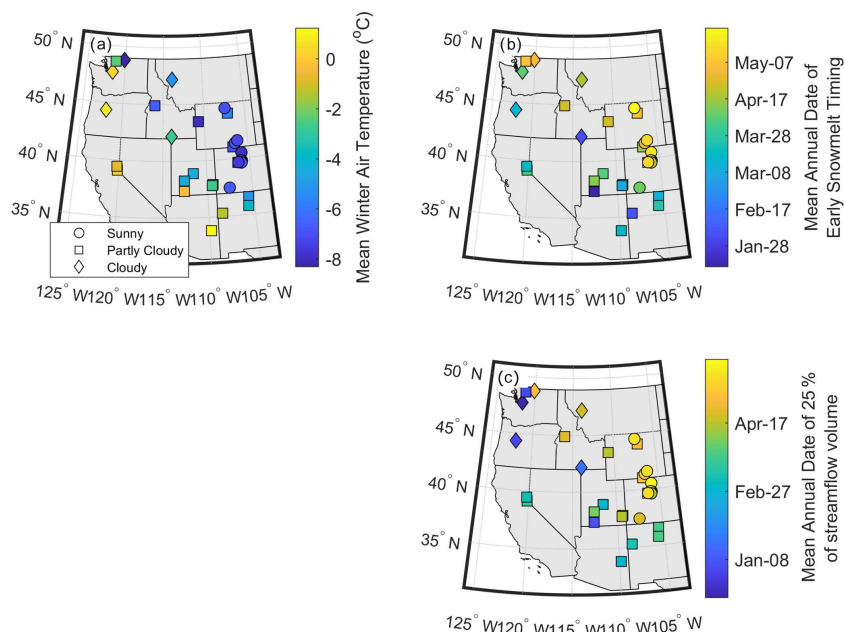 (a)
50° N
45° N
40° N
35° N
125° W120° W115° W110° W105° W
Sunny
Partly Cloudy
Cloudy
0
-2
-4
-6
-8
Mean Winter Air Temperature (°C)
(b)
50° N
45° N
40° N
35° N
125° W120° W115° W110° W105° W
May-07
Apr-17
Mar-28
Mar-08
Feb-17
Jan-28
Mean Annual Date of
Early Snowmelt Timing
(c)
50° N
45° N
40° N
35° N
125° W120° W115° W110° W105° W
Apr-17
Feb-27
Jan-08
Mean Annual Date of 25%
of streamflow volume